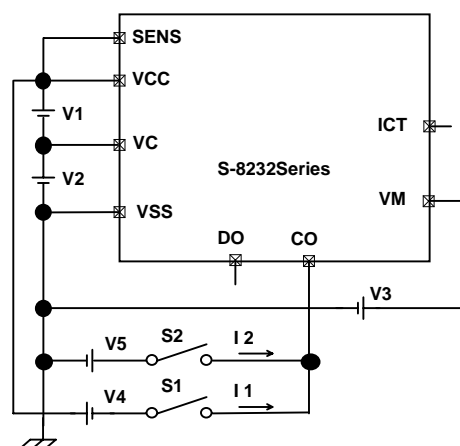 SENS
VCC
V1
ICT
VC
S-8232Series
V2
VM
VSS
DO
CO
V3
S2
I 2
V5
S1
I 1
V4